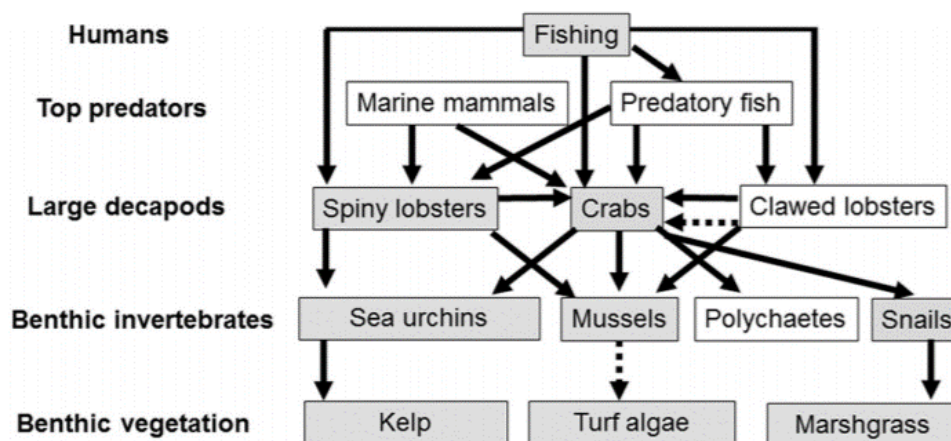 Humans
Fishing
Top predators
Marine mammals
Predatory fish
Large decapods
Spiny lobsters
Crabs
Clawed lobsters
Benthic invertebrates
Sea urchins
Mussels
Polychaetes
Snails
Benthic vegetation
Kelp
Turf algae
Marshgrass